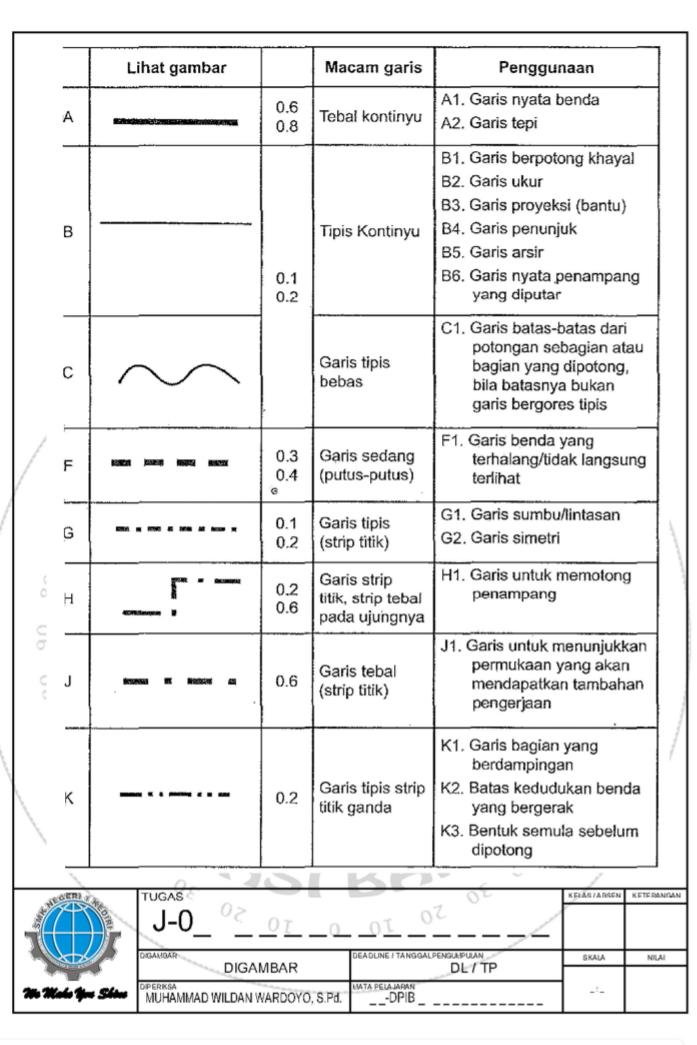 Lihat gambar
Macam garis
Penggunaan
A
0.6
0.8
Tebal kontinyu
A1. Garis nyata benda
A2. Garis tepi
B
0.1
0.2
Tipis Kontinyu
B1. Garis berpotong khayal
B2. Garis ukur
B3. Garis proyeksi (bantu)
B4. Garis penunjuk
B5. Garis arsir
B6. Garis nyata penampang
yang diputar
C
Garis tipis
bebas
C1. Garis batas-batas dari
potongan sebagian atau
bagian yang dipotong,
bila batasnya bukan
garis bergores tipis
F
0.3
0.4
Garis sedang
(putus-putus)
F1. Garis benda yang
terhalang/tidak langsung
terlihat
G
0.1
0.2
Garis tipis
(strip titik)
G1. Garis sumbu/lintasan
G2. Garis simetri
H
0.2
0.6
Garis strip
titik, strip tebal
pada ujungnya
H1. Garis untuk memotong
penampang
J
0.6
Garis tebal
(strip titik)
J1. Garis untuk menunjukkan
permukaan yang akan
mendapatkan tambahan
pengerjaan
K
0.2
Garis tipis strip
titik ganda
K1. Garis bagian yang
berdampingan
K2. Batas kedudukan benda
yang bergerak
K3. Bentuk semula sebelum
dipotong
30 20 10 0 10 20 30
SMK NEGERI 1 KEDIRI
We Make You Shine
TUGAS
J-0_ _ _ _ _ _ _ _ _ _ _ _
KELAS / ABSEN
KETERANGAN
DIGAMBAR
DIGAMBAR
DEADLINE / TANGGAL PENGUMPULAN
DL / TP
SKALA
NILAI
DIPERIKSA
MUHAMMAD WILDAN WARDOYO, S.Pd.
MATA PELAJARAN
_ _-DPIB _ _ _ _ _ _ _ _ _ _ _ _
-:-